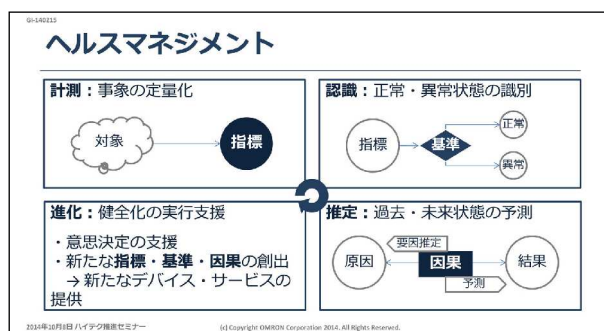 GI-140215
ヘルスマネジメント
計測：事象の定量化
対象
指標
認識：正常・異常状態の識別
指標
基準
正常
異常
進化：健全化の実行支援
・意思決定の支援
・新たな指標・基準・因果の創出
→ 新たなデバイス・サービスの
提供
推定：過去・未来状態の予測
原因
要因推定
因果
予測
結果
2014年10月8日 ハイテク推進セミナー
(c) Copyright OMRON Corporation 2014. All Rights Reserved.